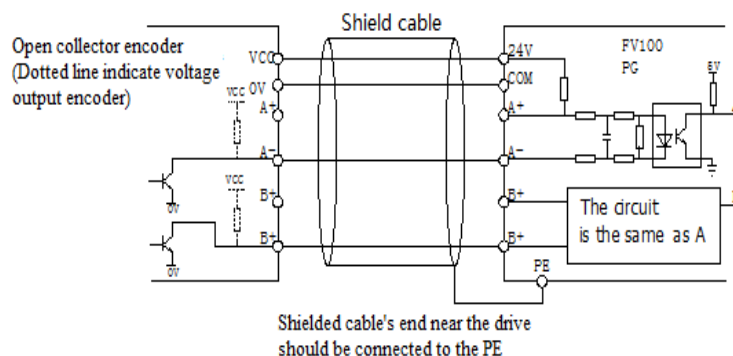 Shield cable
Open collector encoder
(Dotted line indicate voltage
output encoder)
VCC
0V
A+
A-
B+
B+
VCC
VCC
0V
0V
24V
COM
A+
A-
B+
B+
PE
FV100
PG
5V
The circuit
is the same as A
Shielded cable's end near the drive
should be connected to the PE